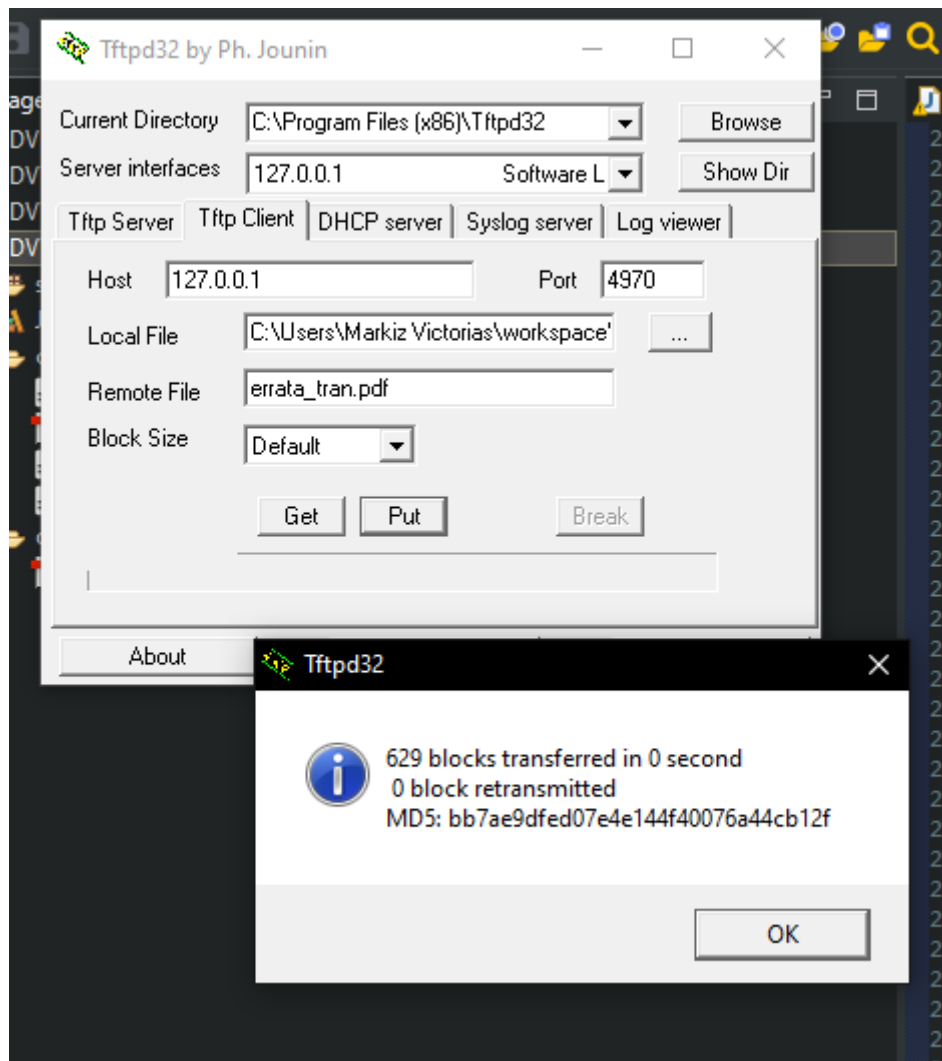 Tftpd32 by Ph. Jounin
Current Directory C:\Program Files (x86)\Tftpd32 Browse
Server interfaces 127.0.0.1 Software L Show Dir
Tftp Server Tftp Client DHCP server Syslog server Log viewer
Host 127.0.0.1 Port 4970
Local File C:\Users\Markiz Victorias\workspace' ...
Remote File errata_tran.pdf
Block Size Default
Get Put Break
About
Tftpd32
629 blocks transferred in 0 second
0 block retransmitted
MD5: bb7ae9dfed07e4e144f40076a44cb12f
OK